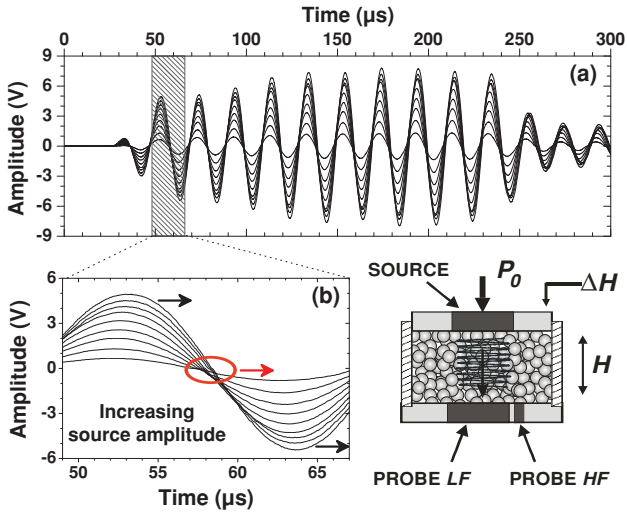 Time (µs)
0 50 100 150 200 250 300
Amplitude (V)
9
6
3
0
-3
-6
-9
(a)
(b)
Amplitude (V)
6
3
0
-3
-6
Increasing
source amplitude
50 55 60 65
Time (µs)
SOURCE
P0
ΔH
H
PROBE LF
PROBE HF